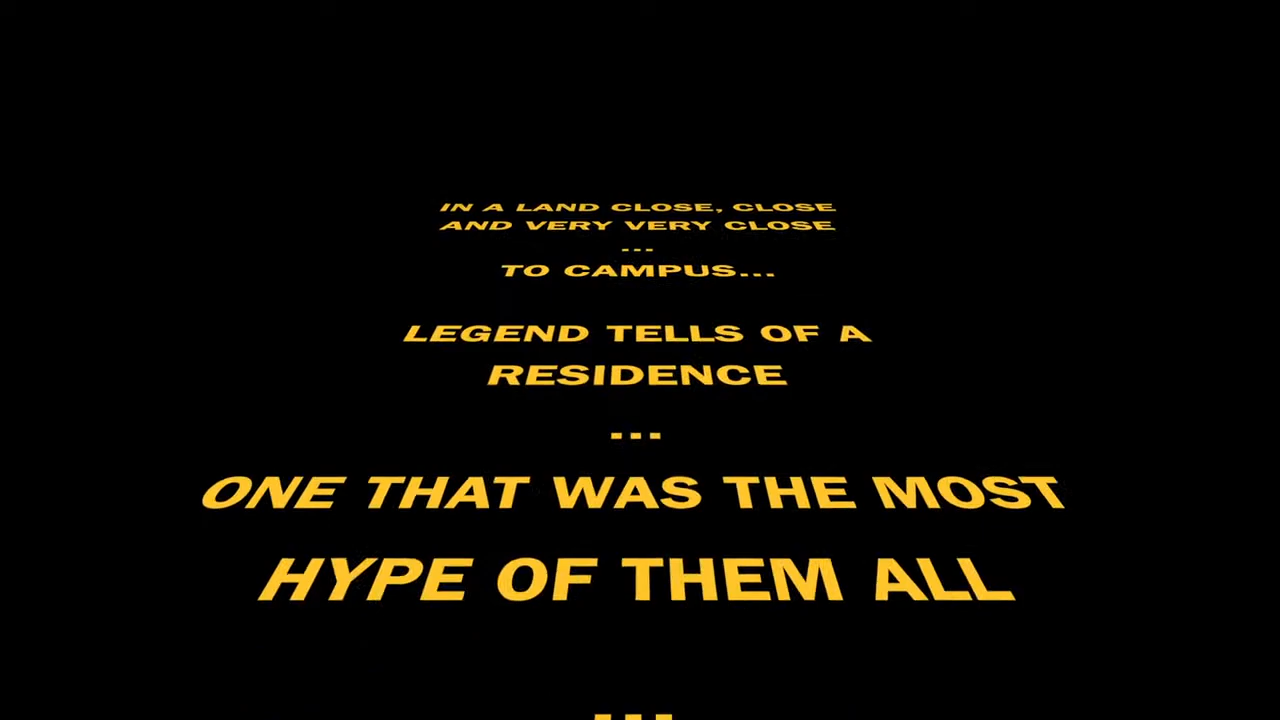 IN A LAND CLOSE, CLOSE
AND VERY VERY CLOSE
...
TO CAMPUS...
LEGEND TELLS OF A
RESIDENCE
...
ONE THAT WAS THE MOST
HYPE OF THEM ALL
...